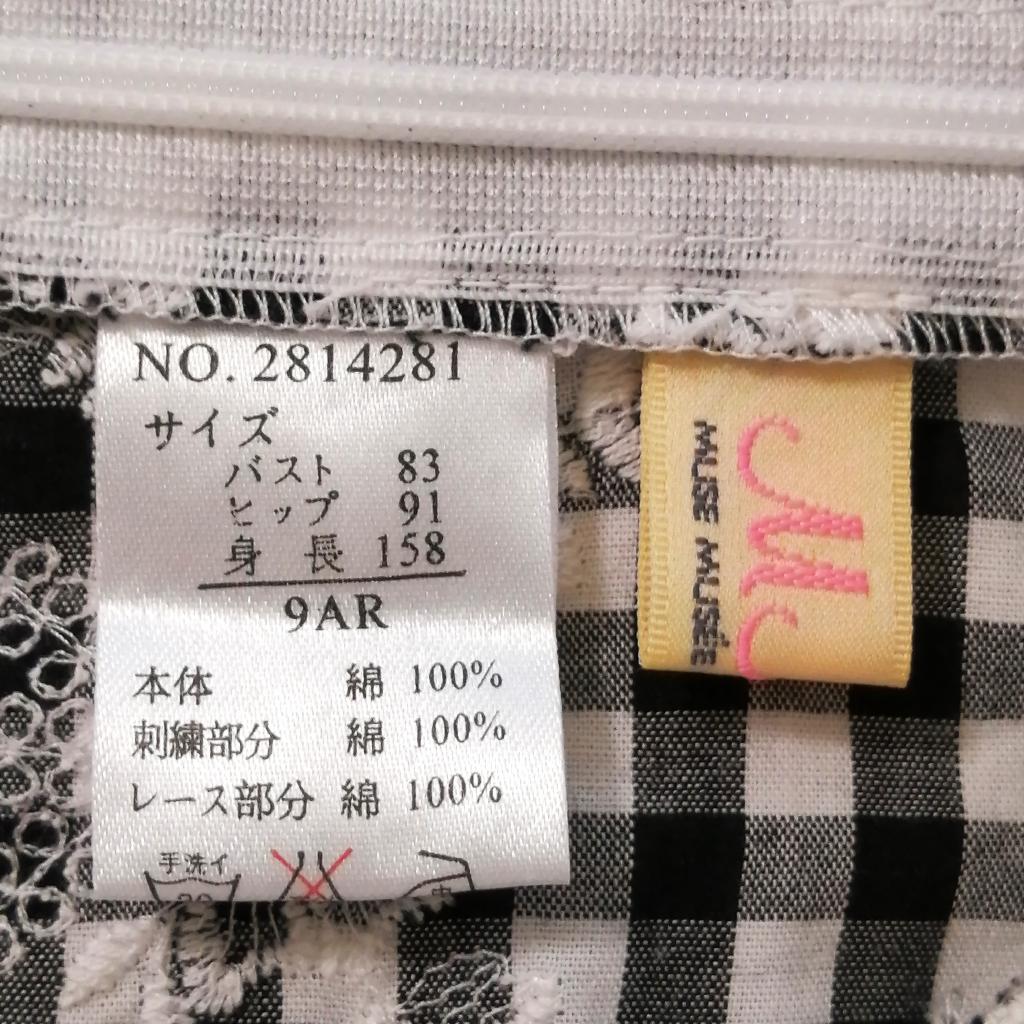 NO. 2814281
サイズ
バスト 83
ヒップ 91
身長 158
9AR
本体 綿 100%
刺繍部分 綿 100%
レース部分 綿 100%
手洗イ
30
中
M
MUSE MUSÉE